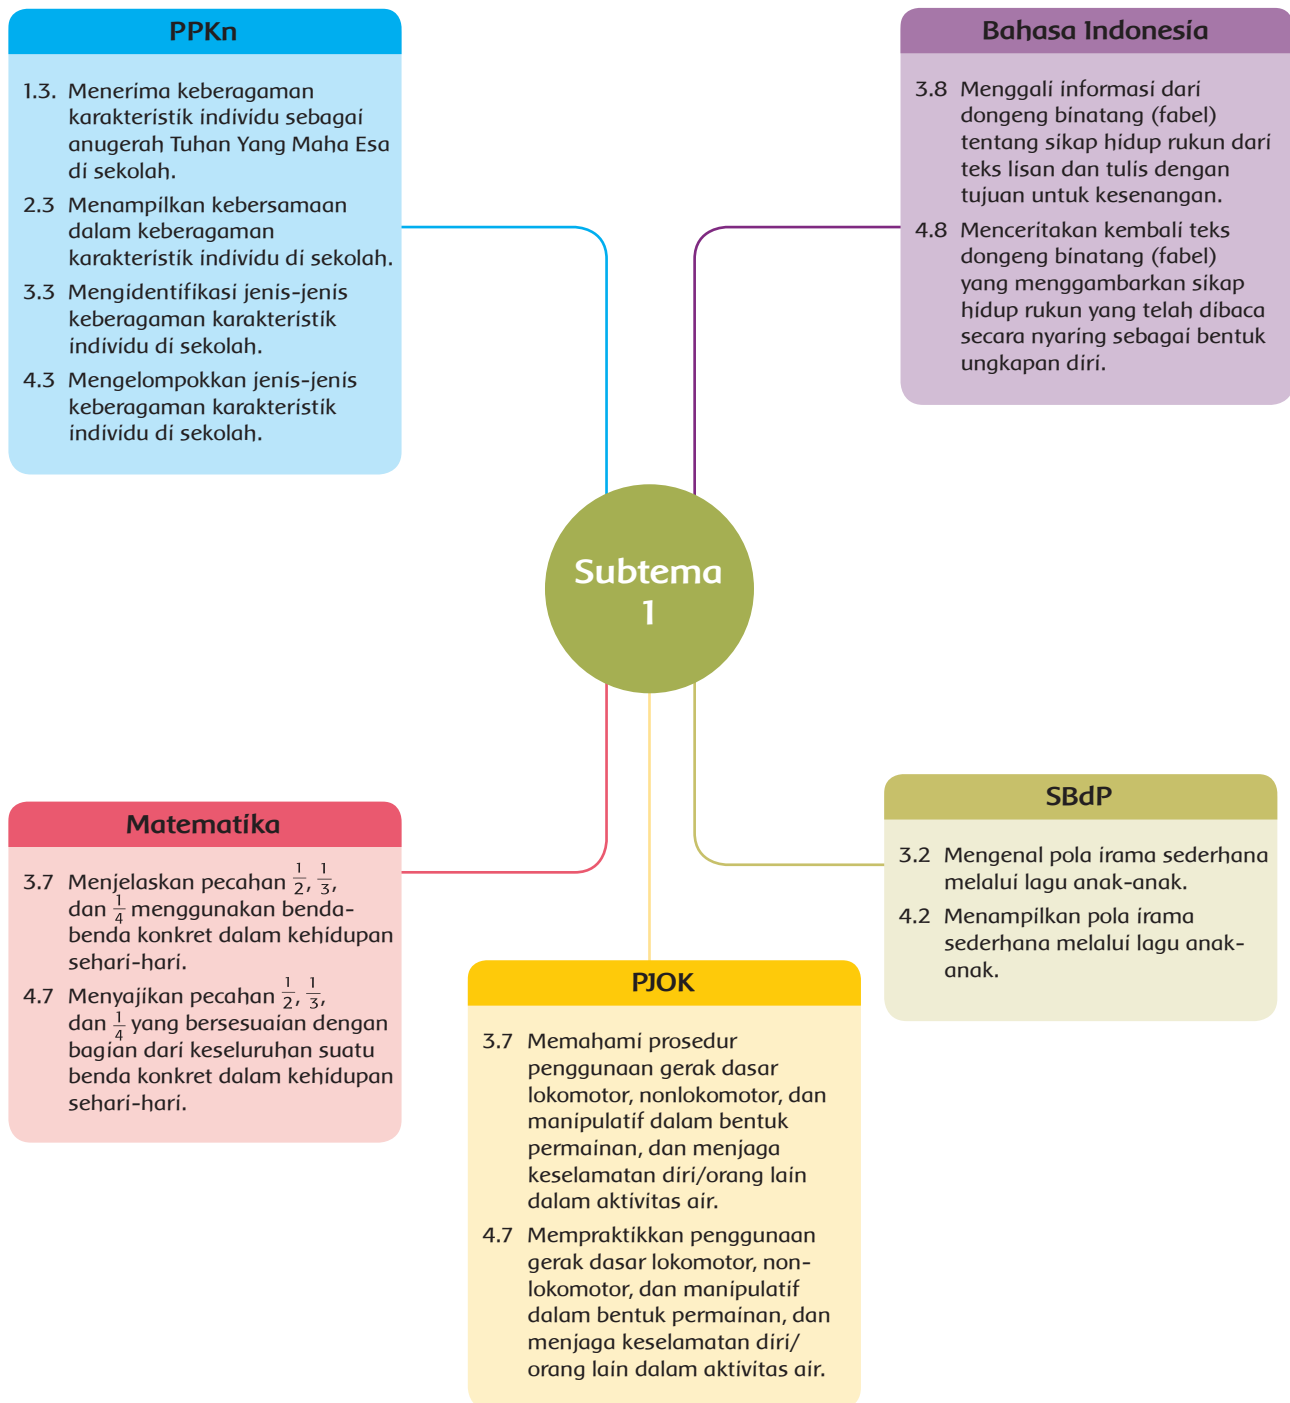 PPKn
1.3. Menerima keberagaman
karakteristik individu sebagai
anugerah Tuhan Yang Maha Esa
di sekolah.
2.3 Menampilkan kebersamaan
dalam keberagaman
karakteristik individu di sekolah.
3.3 Mengidentifikasi jenis-jenis
keberagaman karakteristik
individu di sekolah.
4.3 Mengelompokkan jenis-jenis
keberagaman karakteristik
individu di sekolah.
Bahasa Indonesia
3.8 Menggali informasi dari
dongeng binatang (fabel)
tentang sikap hidup rukun dari
teks lisan dan tulis dengan
tujuan untuk kesenangan.
4.8 Menceritakan kembali teks
dongeng binatang (fabel)
yang menggambarkan sikap
hidup rukun yang telah dibaca
secara nyaring sebagai bentuk
ungkapan diri.
Subtema
1
Matematika
3.7 Menjelaskan pecahan 1/2, 1/3,
dan 1/4 menggunakan benda-
benda konkret dalam kehidupan
sehari-hari.
4.7 Menyajikan pecahan 1/2, 1/3,
dan 1/4 yang bersesuaian dengan
bagian dari keseluruhan suatu
benda konkret dalam kehidupan
sehari-hari.
PJOK
3.7 Memahami prosedur
penggunaan gerak dasar
lokomotor, nonlokomotor, dan
manipulatif dalam bentuk
permainan, dan menjaga
keselamatan diri/orang lain
dalam aktivitas air.
4.7 Mempraktikkan penggunaan
gerak dasar lokomotor, non-
lokomotor, dan manipulatif
dalam bentuk permainan, dan
menjaga keselamatan diri/
orang lain dalam aktivitas air.
SBdP
3.2 Mengenal pola irama sederhana
melalui lagu anak-anak.
4.2 Menampilkan pola irama
sederhana melalui lagu anak-
anak.